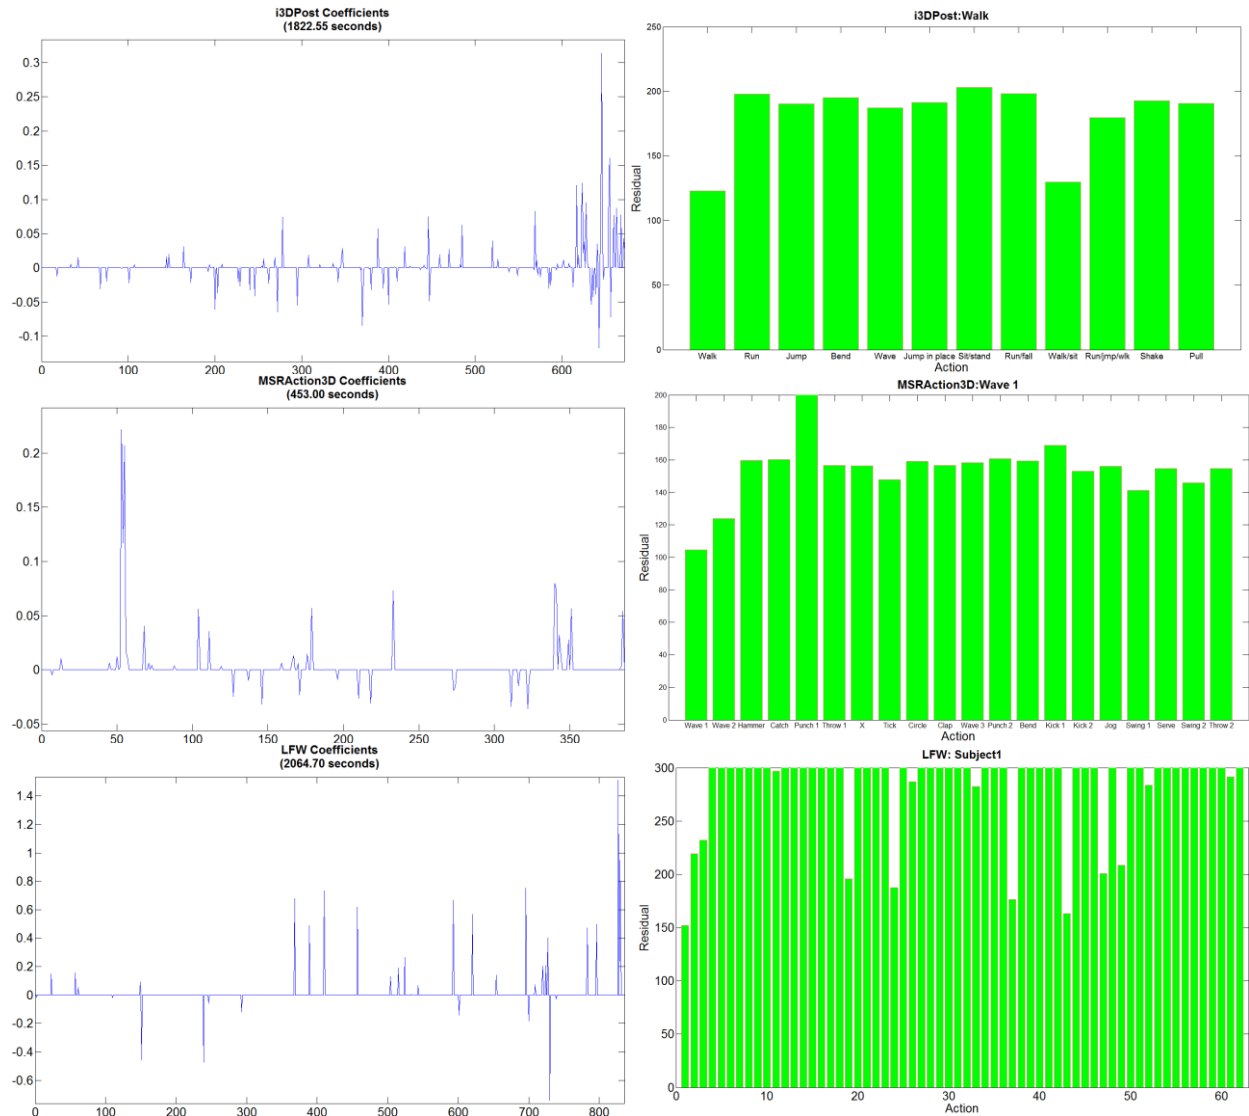 i3DPost Coefficients
(1822.55 seconds)
0.3
0.25
0.2
0.15
0.1
0.05
0
-0.05
-0.1
0 100 200 300 400 500 600
i3DPost:Walk
250
200
150
100
50
0
Residual
Walk Run Jump Bend Wave Jump in place Sit/stand Run/fall Walk/sit Run/jmp/wlk Shake Pull
Action
MSRAction3D Coefficients
(453.00 seconds)
0.2
0.15
0.1
0.05
0
-0.05
0 50 100 150 200 250 300 350
MSRAction3D:Wave 1
200
180
160
140
120
100
80
60
40
20
0
Residual
Wave 1 Wave 2 Hammer Catch Punch 1 Throw 1 X Tick Circle Clap Wave 3 Punch 2 Bend Kick 1 Kick 2 Jog Swing 1 Serve Swing 2 Throw 2
Action
LFW Coefficients
(2064.70 seconds)
1.4
1.2
1
0.8
0.6
0.4
0.2
0
-0.2
-0.4
-0.6
0 100 200 300 400 500 600 700 800
LFW: Subject1
300
250
200
150
100
50
0
Residual
0 10 20 30 40 50 60
Action